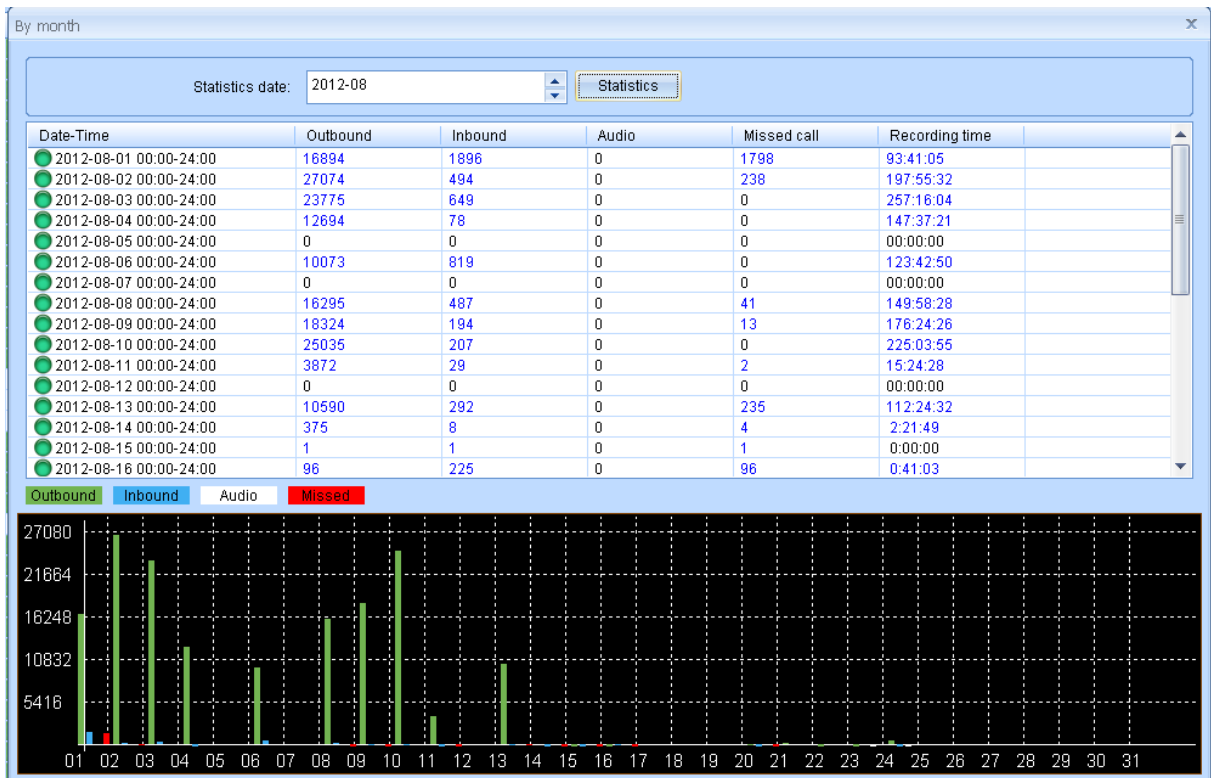 By month x
Statistics date: 2012-08 Statistics
Date-Time Outbound Inbound Audio Missed call Recording time
2012-08-01 00:00-24:00 16894 1896 0 1798 93:41:05
2012-08-02 00:00-24:00 27074 494 0 238 197:55:32
2012-08-03 00:00-24:00 23775 649 0 0 257:16:04
2012-08-04 00:00-24:00 12694 78 0 0 147:37:21
2012-08-05 00:00-24:00 0 0 0 0 00:00:00
2012-08-06 00:00-24:00 10073 819 0 0 123:42:50
2012-08-07 00:00-24:00 0 0 0 0 00:00:00
2012-08-08 00:00-24:00 16295 487 0 41 149:58:28
2012-08-09 00:00-24:00 18324 194 0 13 176:24:26
2012-08-10 00:00-24:00 25035 207 0 0 225:03:55
2012-08-11 00:00-24:00 3872 29 0 2 15:24:28
2012-08-12 00:00-24:00 0 0 0 0 00:00:00
2012-08-13 00:00-24:00 10590 292 0 235 112:24:32
2012-08-14 00:00-24:00 375 8 0 4 2:21:49
2012-08-15 00:00-24:00 1 1 0 1 0:00:00
2012-08-16 00:00-24:00 96 225 0 96 0:41:03
Outbound Inbound Audio Missed
27080
21664
16248
10832
5416
01 02 03 04 05 06 07 08 09 10 11 12 13 14 15 16 17 18 19 20 21 22 23 24 25 26 27 28 29 30 31